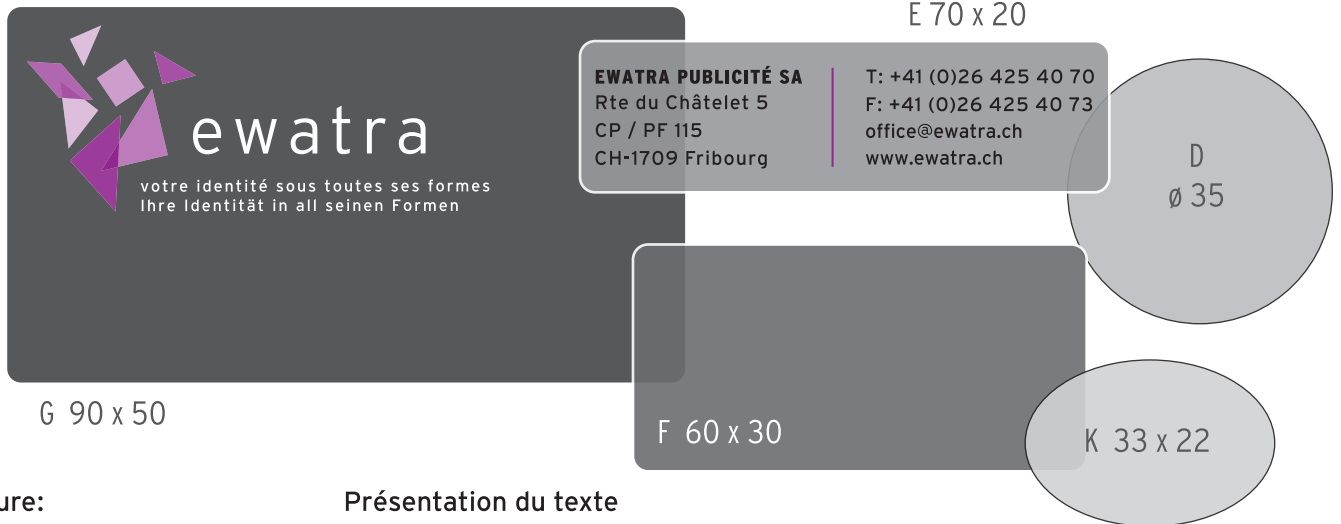 E 70 x 20
ewatra
votre identité sous toutes ses formes
Ihre Identität in all seinen Formen
EWATRA PUBLICITÉ SA
Rte du Châtelet 5
CP / PF 115
CH-1709 Fribourg
T: +41 (0)26 425 40 70
F: +41 (0)26 425 40 73
office@ewatra.ch
www.ewatra.ch
D
ø 35
G 90 x 50
F 60 x 30
K 33 x 22
ure:
Présentation du texte